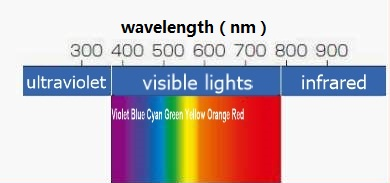 wavelength ( nm )
300 400 500 600 700 800 900
ultraviolet visible lights infrared
Violet Blue Cyan Green Yellow Orange Red